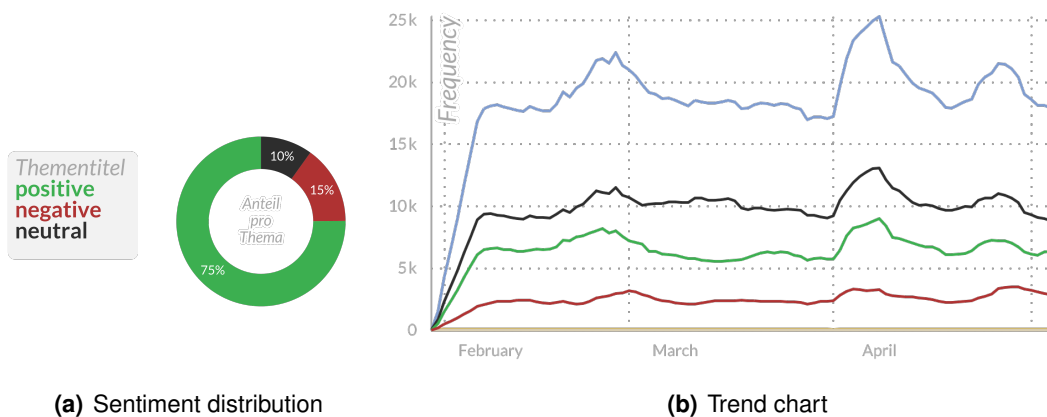 Thementitel
positive
negative
neutral
10%
15%
75%
Anteil
pro
Thema
(a) Sentiment distribution
Frequency
25k
20k
15k
10k
5k
0
February
March
April
(b) Trend chart